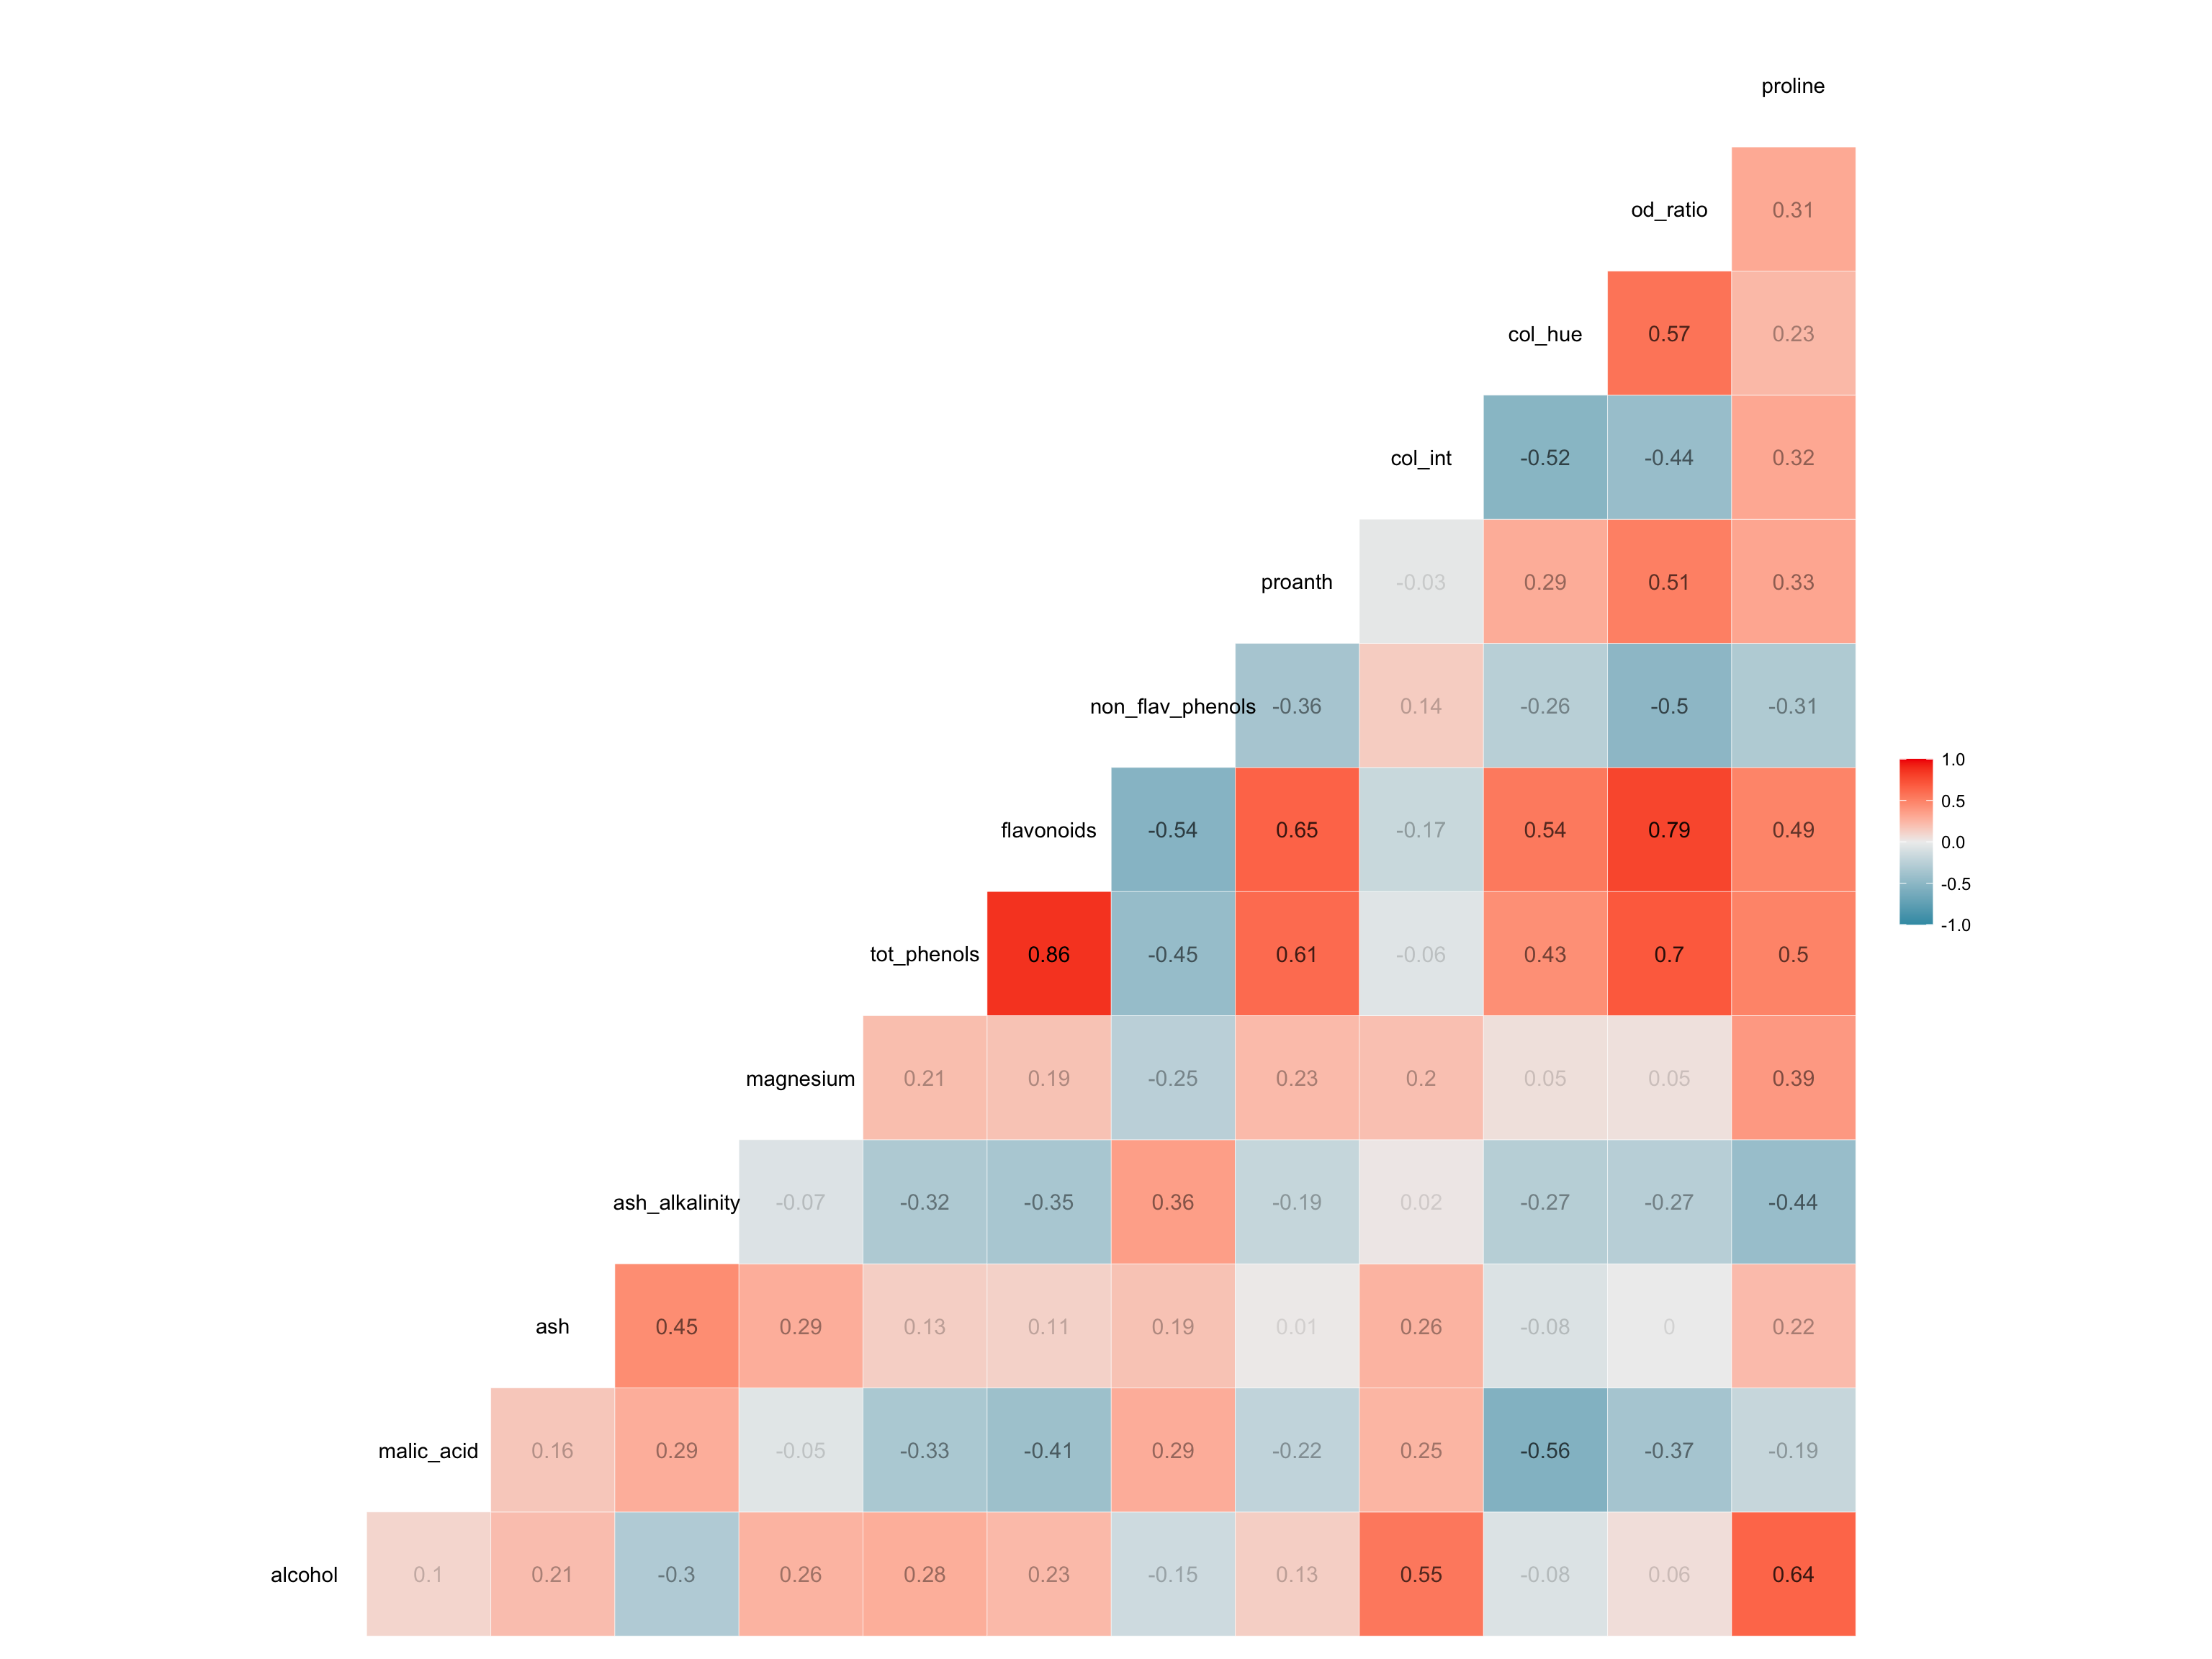 proline
od_ratio 0.31
col_hue 0.57 0.23
col_int -0.52 -0.44 0.32
proanth -0.03 0.29 0.51 0.33
non_flav_phenols -0.36 0.14 -0.26 -0.5 -0.31
1.0
flavonoids -0.54 0.65 -0.17 0.54 0.79 0.49
0.5
0.0
-0.5
-1.0
tot_phenols 0.86 -0.45 0.61 -0.06 0.43 0.7 0.5
magnesium 0.21 0.19 -0.25 0.23 0.2 0.05 0.05 0.39
ash_alkalinity -0.07 -0.32 -0.35 0.36 -0.19 0.02 -0.27 -0.27 -0.44
ash 0.45 0.29 0.13 0.11 0.19 0.01 0.26 -0.08 0 0.22
malic_acid 0.16 0.29 -0.05 -0.33 -0.41 0.29 -0.22 0.25 -0.56 -0.37 -0.19
alcohol 0.1 0.21 -0.3 0.26 0.28 0.23 -0.15 0.13 0.55 -0.08 0.06 0.64